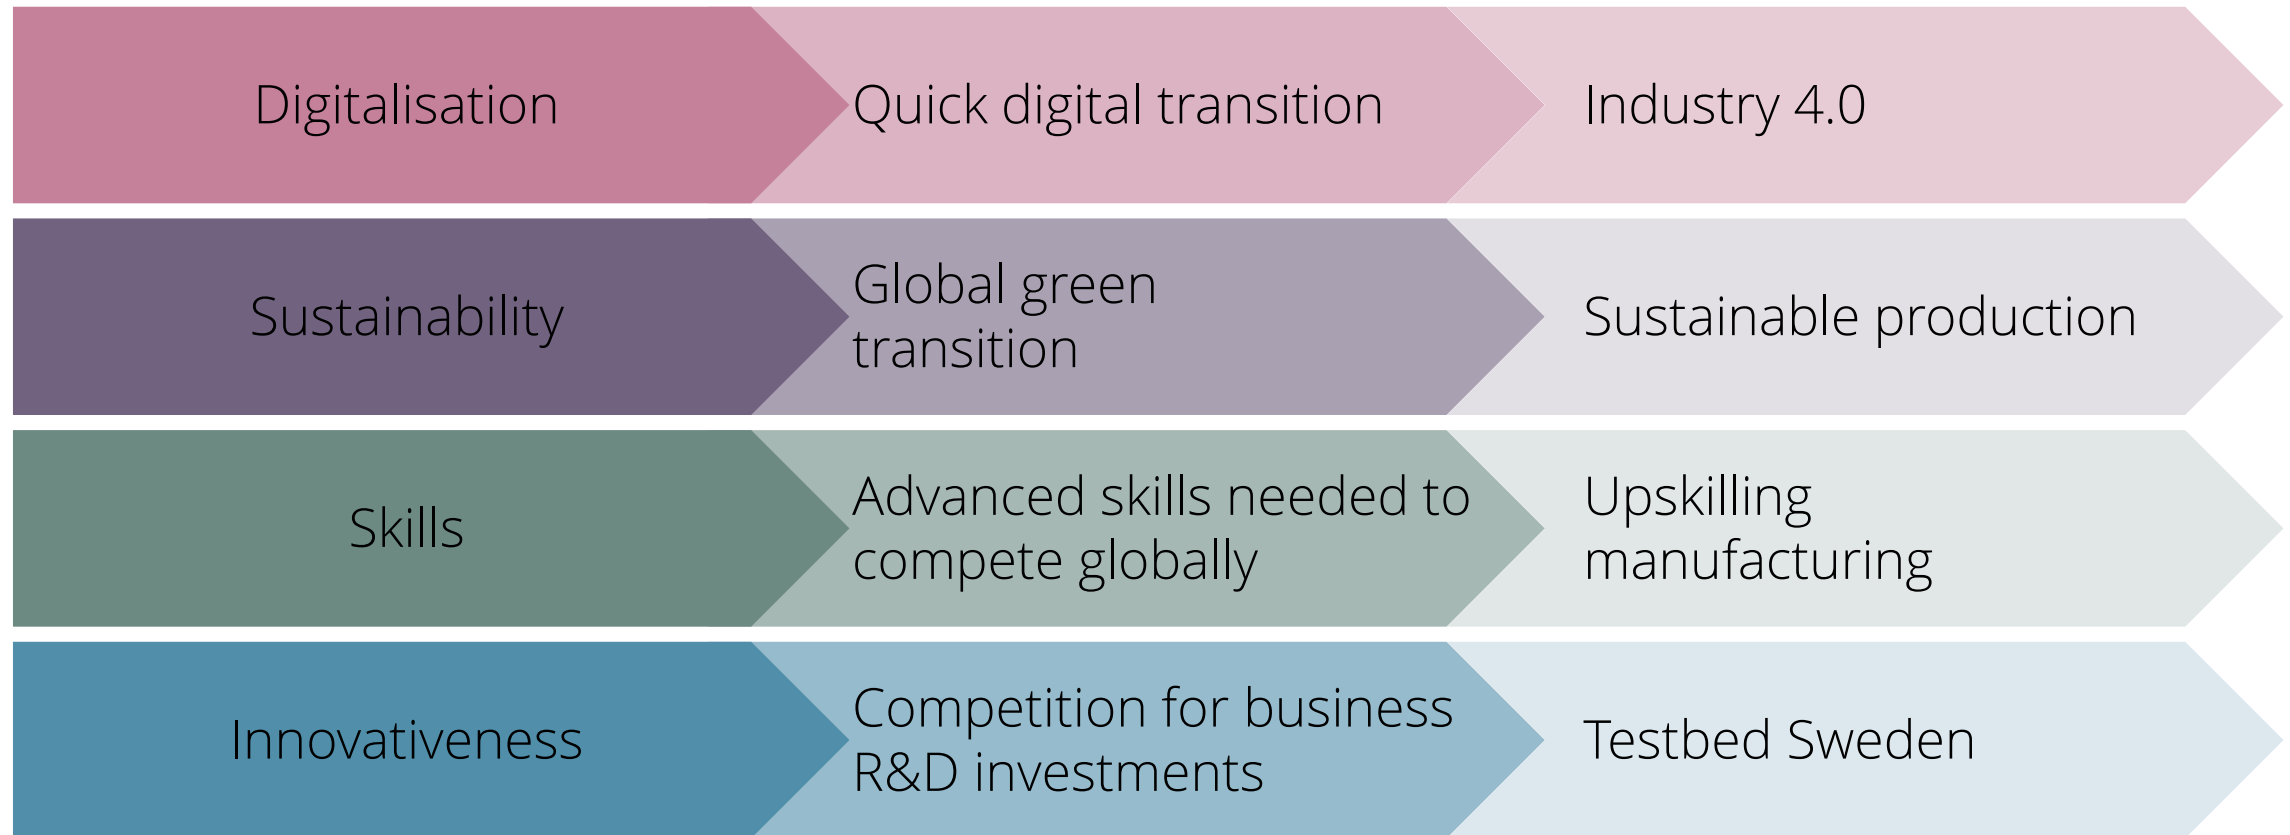 Digitalisation
Quick digital transition
Industry 4.0
Sustainability
Global green
transition
Sustainable production
Skills
Advanced skills needed to
compete globally
Upskilling
manufacturing
Innovativeness
Competition for business
R&D investments
Testbed Sweden